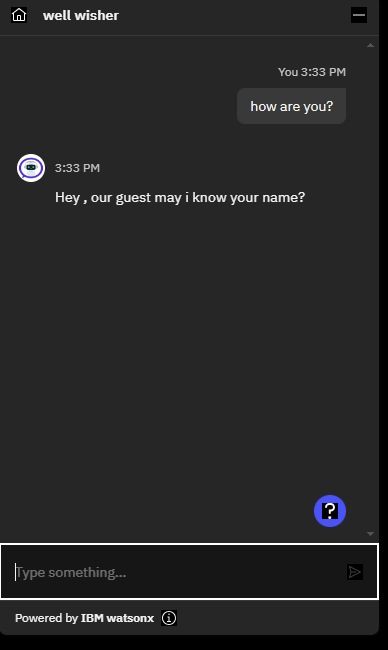 well wisher
You 3:33 PM
how are you?
3:33 PM
Hey , our guest may i know your name?
?
Type something...
Powered by IBM watsonx